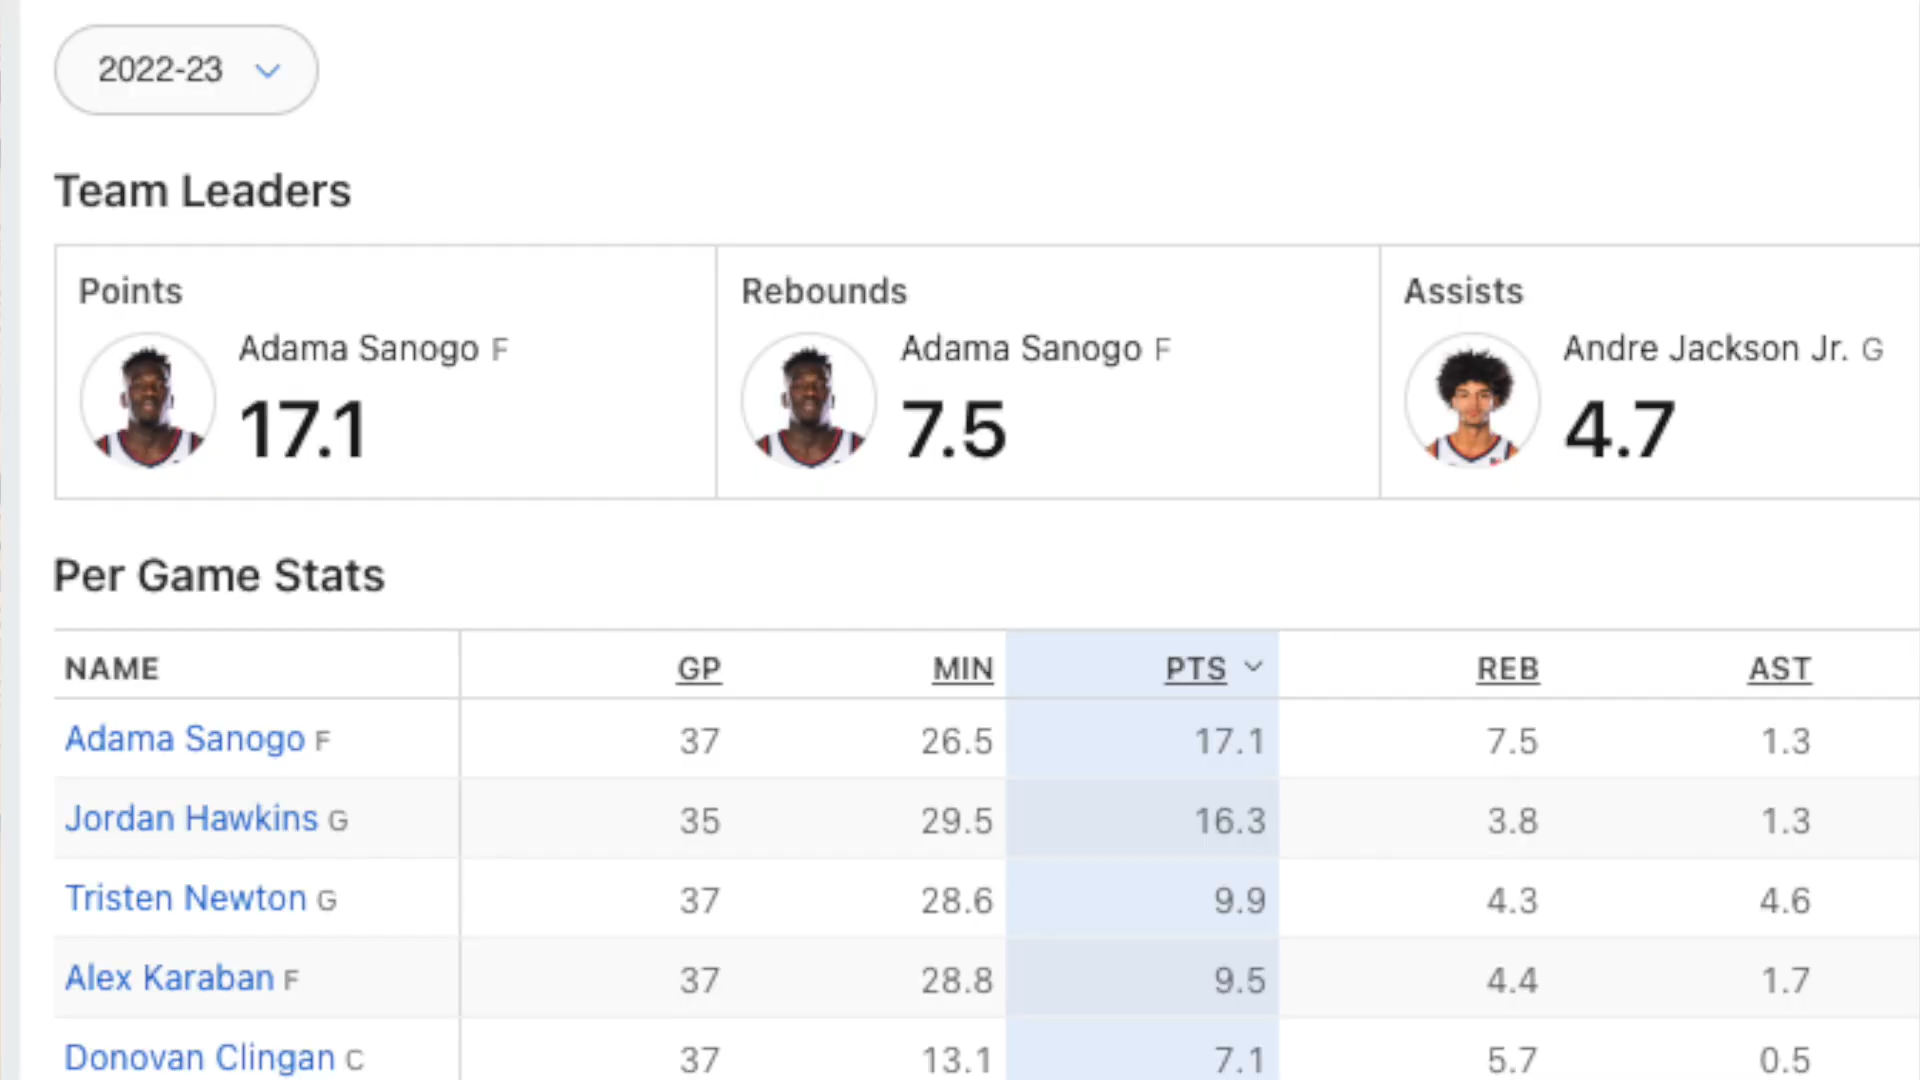 2022-23
Team Leaders
Points
Adama Sanogo F
17.1
Rebounds
Adama Sanogo F
7.5
Assists
Andre Jackson Jr. G
4.7
Per Game Stats
NAME GP MIN PTS REB AST
Adama Sanogo F 37 26.5 17.1 7.5 1.3
Jordan Hawkins G 35 29.5 16.3 3.8 1.3
Tristen Newton G 37 28.6 9.9 4.3 4.6
Alex Karaban F 37 28.8 9.5 4.4 1.7
Donovan Clingan C 37 13.1 7.1 5.7 0.5